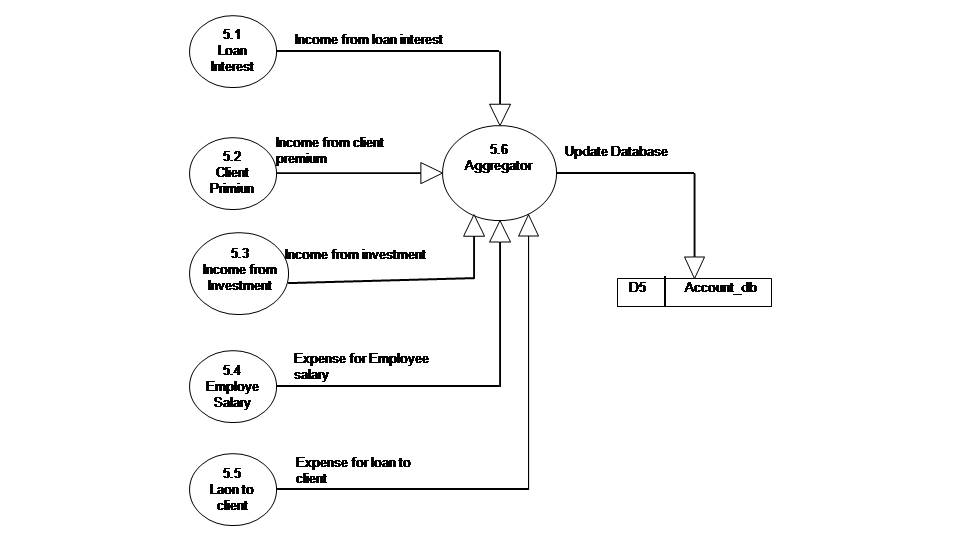 5.1
Loan
Interest
Income from loan interest
5.2
Client
Primiun
Income from client
premium
5.6
Aggregator
Update Database
5.3
Income from
Investment
Income from investment
D5 Account_db
5.4
Employe
Salary
Expense for Employee
salary
5.5
Laon to
client
Expense for loan to
client